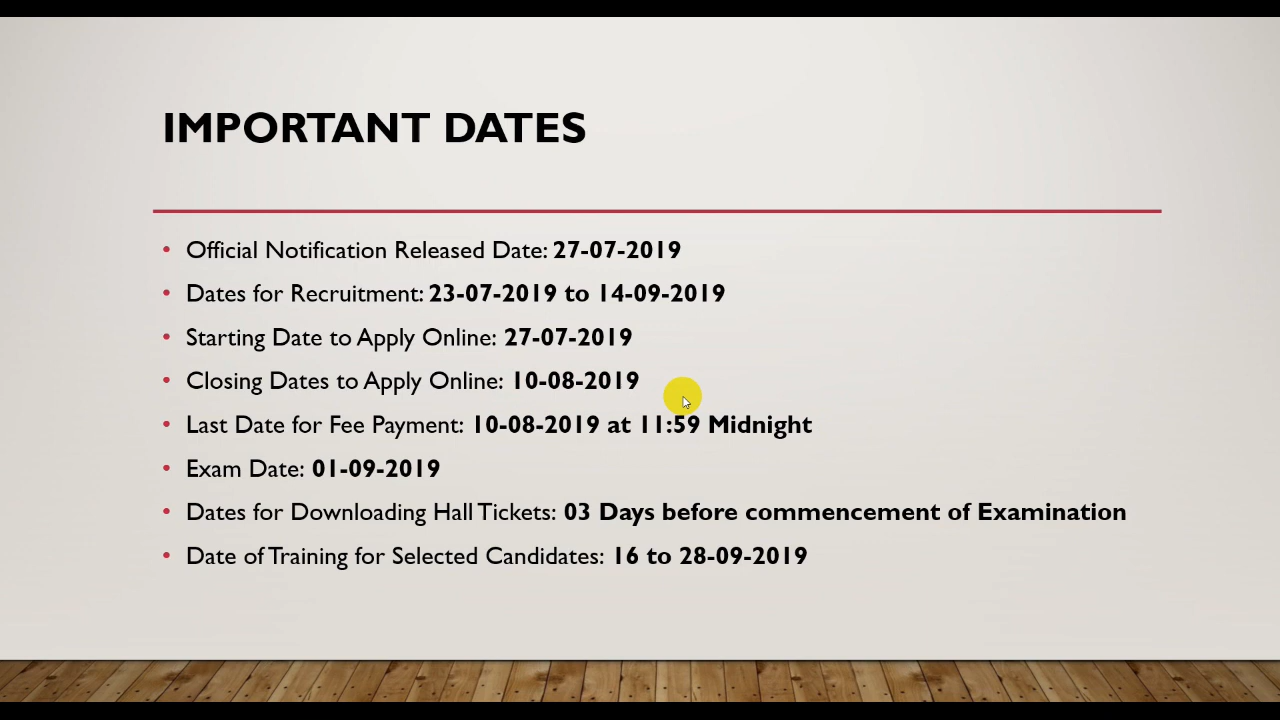 IMPORTANT DATES
• Official Notification Released Date: 27-07-2019
• Dates for Recruitment: 23-07-2019 to 14-09-2019
• Starting Date to Apply Online: 27-07-2019
• Closing Dates to Apply Online: 10-08-2019
• Last Date for Fee Payment: 10-08-2019 at 11:59 Midnight
• Exam Date: 01-09-2019
• Dates for Downloading Hall Tickets: 03 Days before commencement of Examination
• Date of Training for Selected Candidates: 16 to 28-09-2019